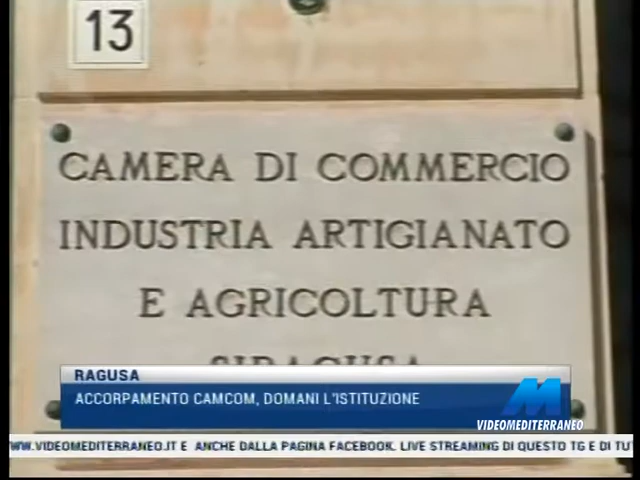 13
CAMERA DI COMMERCIO
INDUSTRIA ARTIGIANATO
E AGRICOLTURA
SIRAGUSA
RAGUSA
ACCORPAMENTO CAMCOM, DOMANI L'ISTITUZIONE
M
VIDEOMEDITERRANEO
WW.VIDEOMEDITERRANEO.IT E ANCHE DALLA PAGINA FACEBOOK. LIVE STREAMING DI QUESTO TG E DI TU